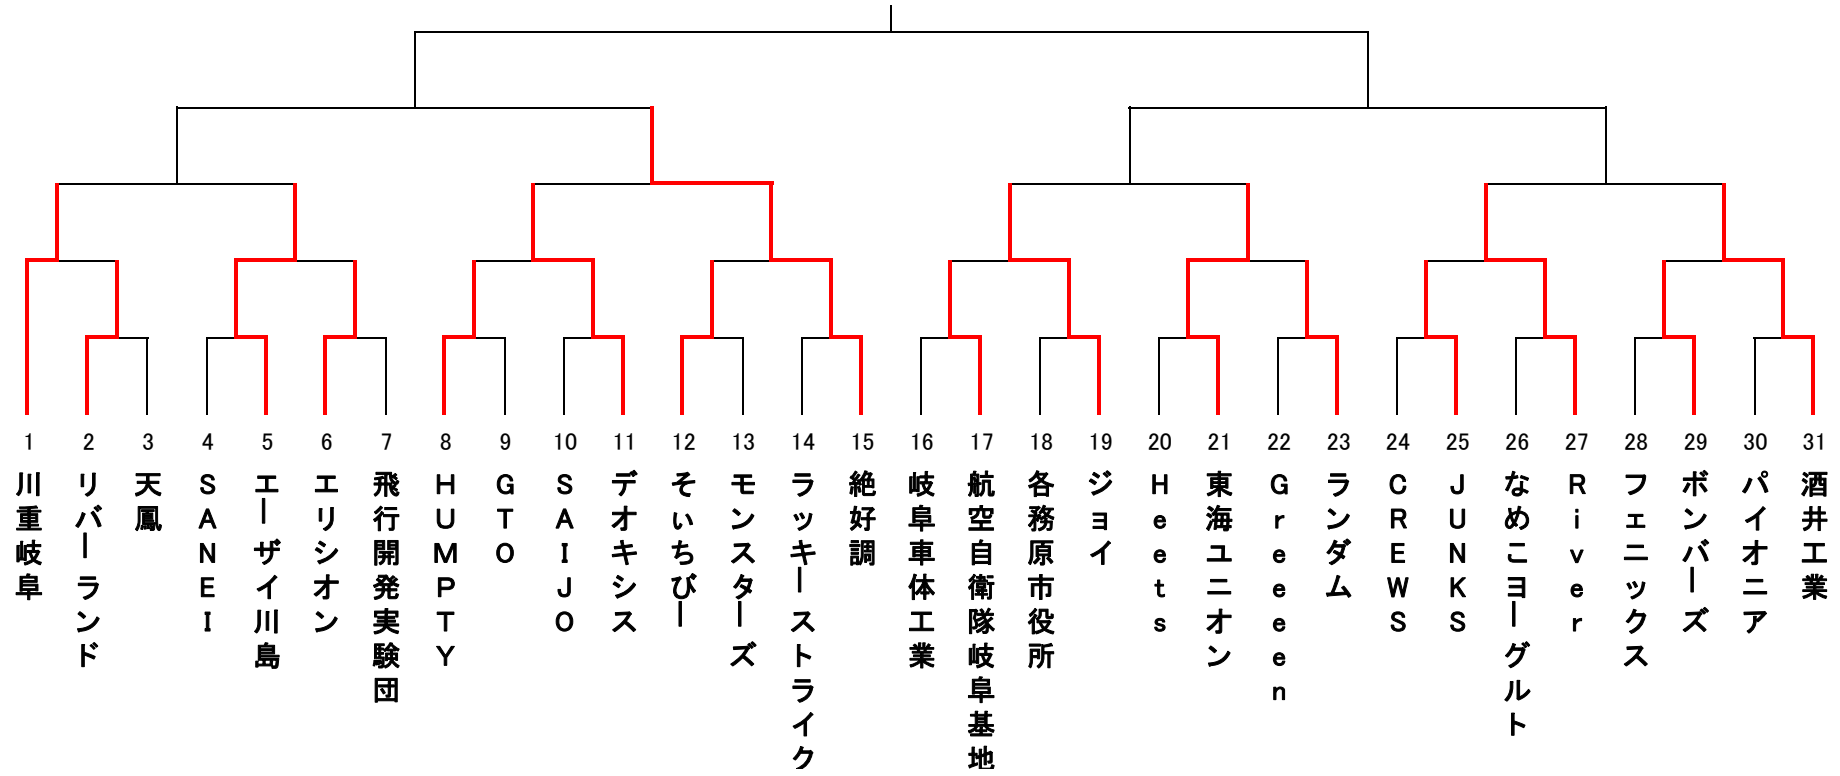 1
2
3
4
5
6
7
8
9
10
11
12
13
14
15
16
17
18
19
20
21
22
23
24
25
26
27
28
29
30
31
川重岐阜
リバーランド
天鳳
SANEI
エーザイ川島
エリシオン
飛行開発実験団
HUMPTY
GTO
SAIJO
デオキシス
そぃちびー
モンスターズ
ラッキーストライク
絶好調
岐阜車体工業
航空自衛隊岐阜基地
各務原市役所
ジョイ
Heets
東海ユニオン
Greeeen
ランダム
CREWS
JUNKS
なめこヨーグルト
River
フェニックス
ボンバーズ
パイオニア
酒井工業